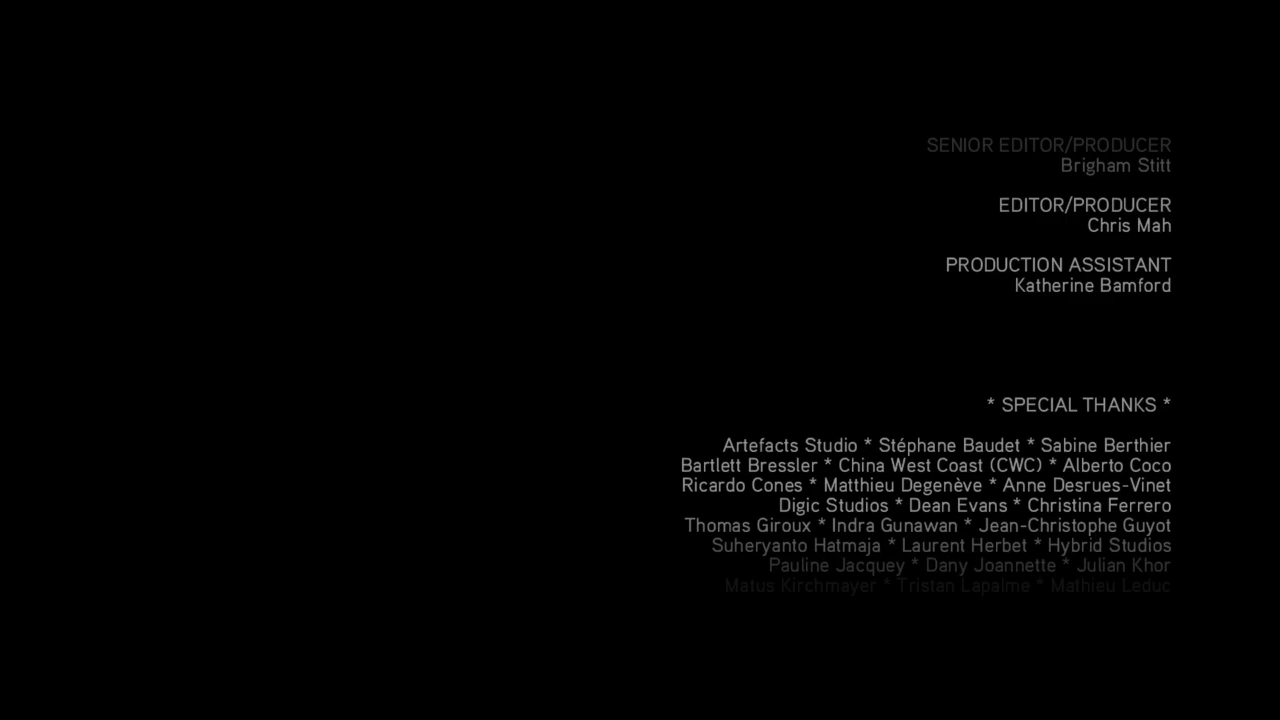 SENIOR EDITOR/PRODUCER
Brigham Stitt
EDITOR/PRODUCER
Chris Mah
PRODUCTION ASSISTANT
Katherine Bamford
* SPECIAL THANKS *
Artefacts Studio * Stéphane Baudet * Sabine Berthier
Bartlett Bressler * China West Coast (CWC) * Alberto Coco
Ricardo Cones * Matthieu Degenève * Anne Desrues-Vinet
Digic Studios * Dean Evans * Christina Ferrero
Thomas Giroux * Indra Gunawan * Jean-Christophe Guyot
Suheryanto Hatmaja * Laurent Herbet * Hybrid Studios
Pauline Jacquey * Dany Joannette * Julian Khor
Matus Kirchmayer * Tristan Lapalme * Mathieu Leduc